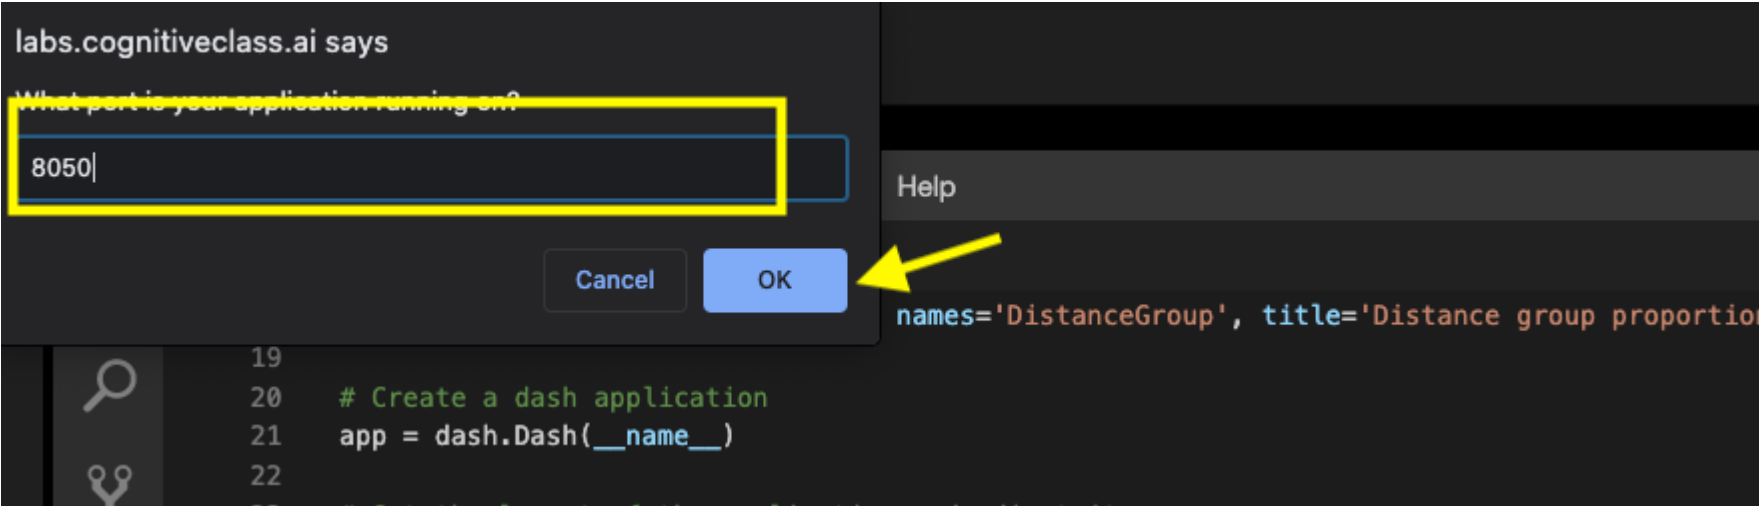 labs.cognitiveclass.ai says
What port is your application running on?
8050
Cancel
OK
Help
names='DistanceGroup', title='Distance group proportion
19
20 # Create a dash application
21 app = dash.Dash(__name__)
22